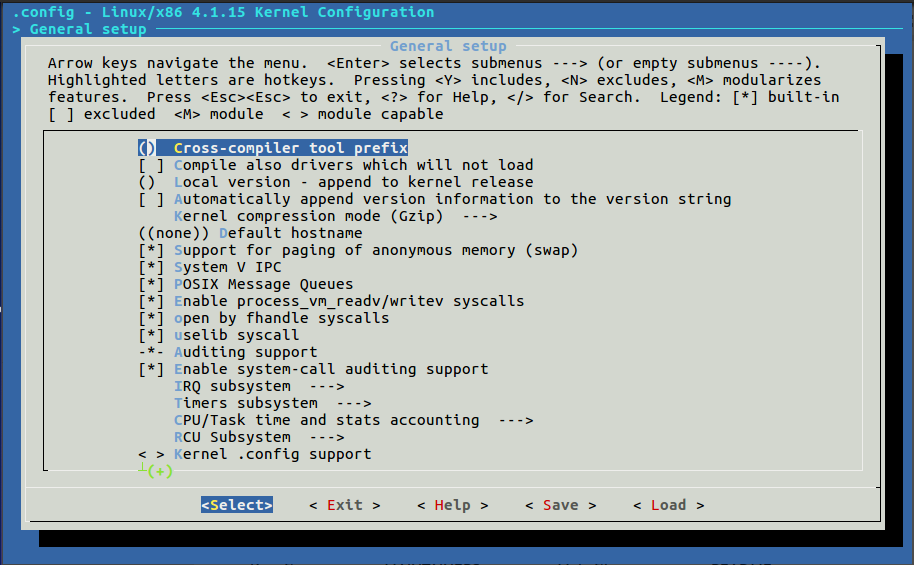 .config - Linux/x86 4.1.15 Kernel Configuration
> General setup
General setup
Arrow keys navigate the menu.  <Enter> selects submenus ---> (or empty submenus ----).
Highlighted letters are hotkeys.  Pressing <Y> includes, <N> excludes, <M> modularizes
features.  Press <Esc><Esc> to exit, <?> for Help, </> for Search.  Legend: [*] built-in
[ ] excluded  <M> module  < > module capable
()  Cross-compiler tool prefix
[ ] Compile also drivers which will not load
()  Local version - append to kernel release
[ ] Automatically append version information to the version string
Kernel compression mode (Gzip)  --->
((none)) Default hostname
[*] Support for paging of anonymous memory (swap)
[*] System V IPC
[*] POSIX Message Queues
[*] Enable process_vm_readv/writev syscalls
[*] open by fhandle syscalls
[*] uselib syscall
-*- Auditing support
[*] Enable system-call auditing support
IRQ subsystem  --->
Timers subsystem  --->
CPU/Task time and stats accounting  --->
RCU Subsystem  --->
< > Kernel .config support
┴(+)
<Select>    < Exit >    < Help >    < Save >    < Load >